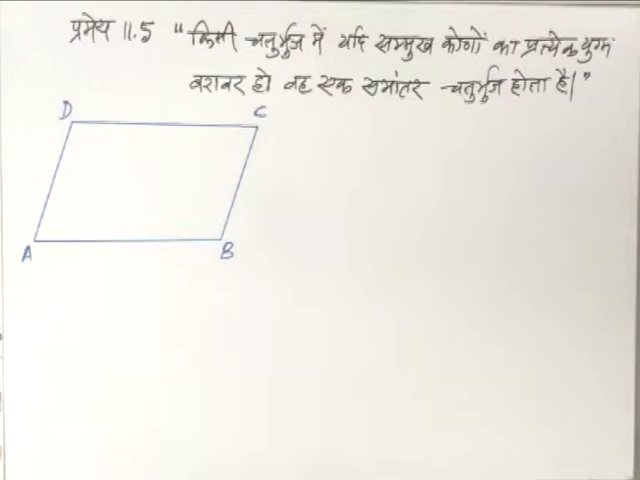 प्रमेय 11.5 "किसी चतुर्भुज में यदि सम्मुख कोणों का प्रत्येक युग्म
बराबर हो वह एक समांतर चतुर्भुज होता है।"
D C
A B